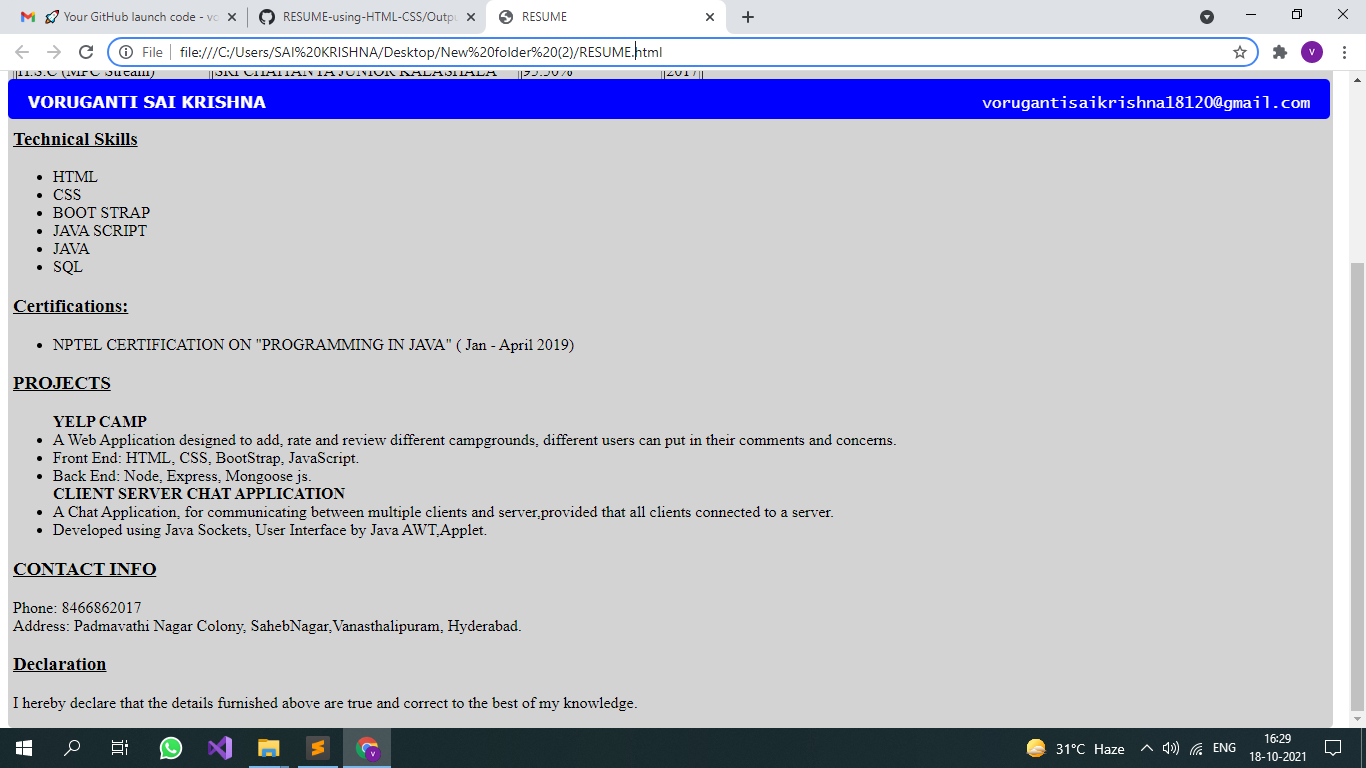 Your GitHub launch code - vo
RESUME-using-HTML-CSS/Outpu
RESUME
File
file:///C:/Users/SAI%20KRISHNA/Desktop/New%20folder%20(2)/RESUME.html
V
H.S.C (MPC Stream) SRI CHAITANYA JUNIOR KALASHALA 95.50% 2017
VORUGANTI SAI KRISHNA vorugantisaikrishna18120@gmail.com
Technical Skills
HTML
CSS
BOOT STRAP
JAVA SCRIPT
JAVA
SQL
Certifications:
NPTEL CERTIFICATION ON "PROGRAMMING IN JAVA" ( Jan - April 2019)
PROJECTS
YELP CAMP
A Web Application designed to add, rate and review different campgrounds, different users can put in their comments and concerns.
Front End: HTML, CSS, BootStrap, JavaScript.
Back End: Node, Express, Mongoose js.
CLIENT SERVER CHAT APPLICATION
A Chat Application, for communicating between multiple clients and server,provided that all clients connected to a server.
Developed using Java Sockets, User Interface by Java AWT,Applet.
CONTACT INFO
Phone: 8466862017
Address: Padmavathi Nagar Colony, SahebNagar,Vanasthalipuram, Hyderabad.
Declaration
I hereby declare that the details furnished above are true and correct to the best of my knowledge.
V
31°C Haze
ENG
16:29
18-10-2021